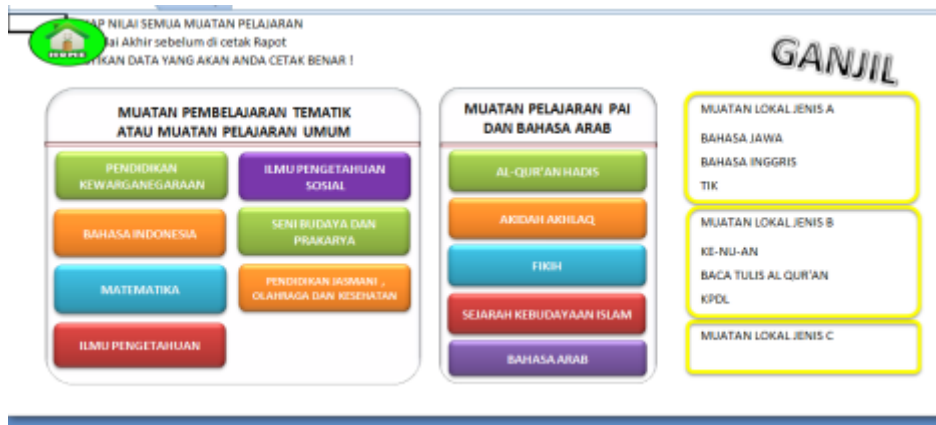 AP NILAI SEMUA MUATAN PELAJARAN
ai Akhir sebelum di cetak Rapot
TIKAN DATA YANG AKAN ANDA CETAK BENAR !
HOME
GANJIL
MUATAN PEMBELAJARAN TEMATIK
ATAU MUATAN PELAJARAN UMUM
PENDIDIKAN
KEWARGANEGARAAN
ILMU PENGETAHUAN
SOSIAL
BAHASA INDONESIA
SENI BUDAYA DAN
PRAKARYA
MATEMATIKA
PENDIDIKAN JASMANI ,
OLAHRAGA DAN KESEHATAN
ILMU PENGETAHUAN
MUATAN PELAJARAN PAI
DAN BAHASA ARAB
AL-QUR'AN HADIS
AKIDAH AKHLAQ
FIKIH
SEJARAH KEBUDAYAAN ISLAM
BAHASA ARAB
MUATAN LOKAL JENIS A
BAHASA JAWA
BAHASA INGGRIS
TIK
MUATAN LOKAL JENIS B
KE-NU-AN
BACA TULIS AL QUR'AN
KPDL
MUATAN LOKAL JENIS C